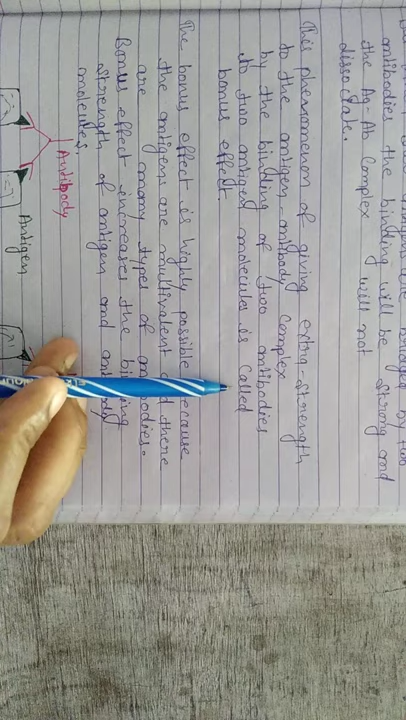 antibodies the binding will be strong and
the Ag-Ab Complex will not
dissociate.
This phenomenon of giving extra-strength
to the antigen-antibody Complex
by the binding of two antibodies
to two antigen molecules is called
bonus effect.
The bonus effect is highly possible because
the antigens are multivalent and there
are many types of antibodies.
Bonus effect increases the binding
strength of antigen and antibody
molecules.
Antibody
Antigen